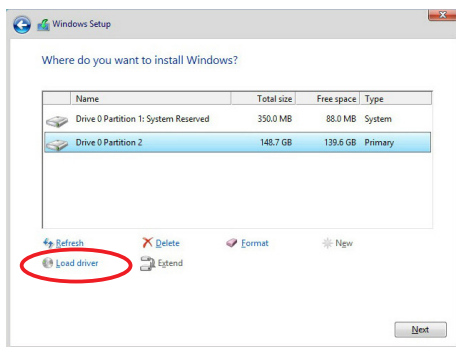 Windows Setup
Where do you want to install Windows?
Name Total size Free space Type
Drive 0 Partition 1: System Reserved 350.0 MB 88.0 MB System
Drive 0 Partition 2 148.7 GB 139.6 GB Primary
Refresh Delete Format New
Load driver Extend
Next